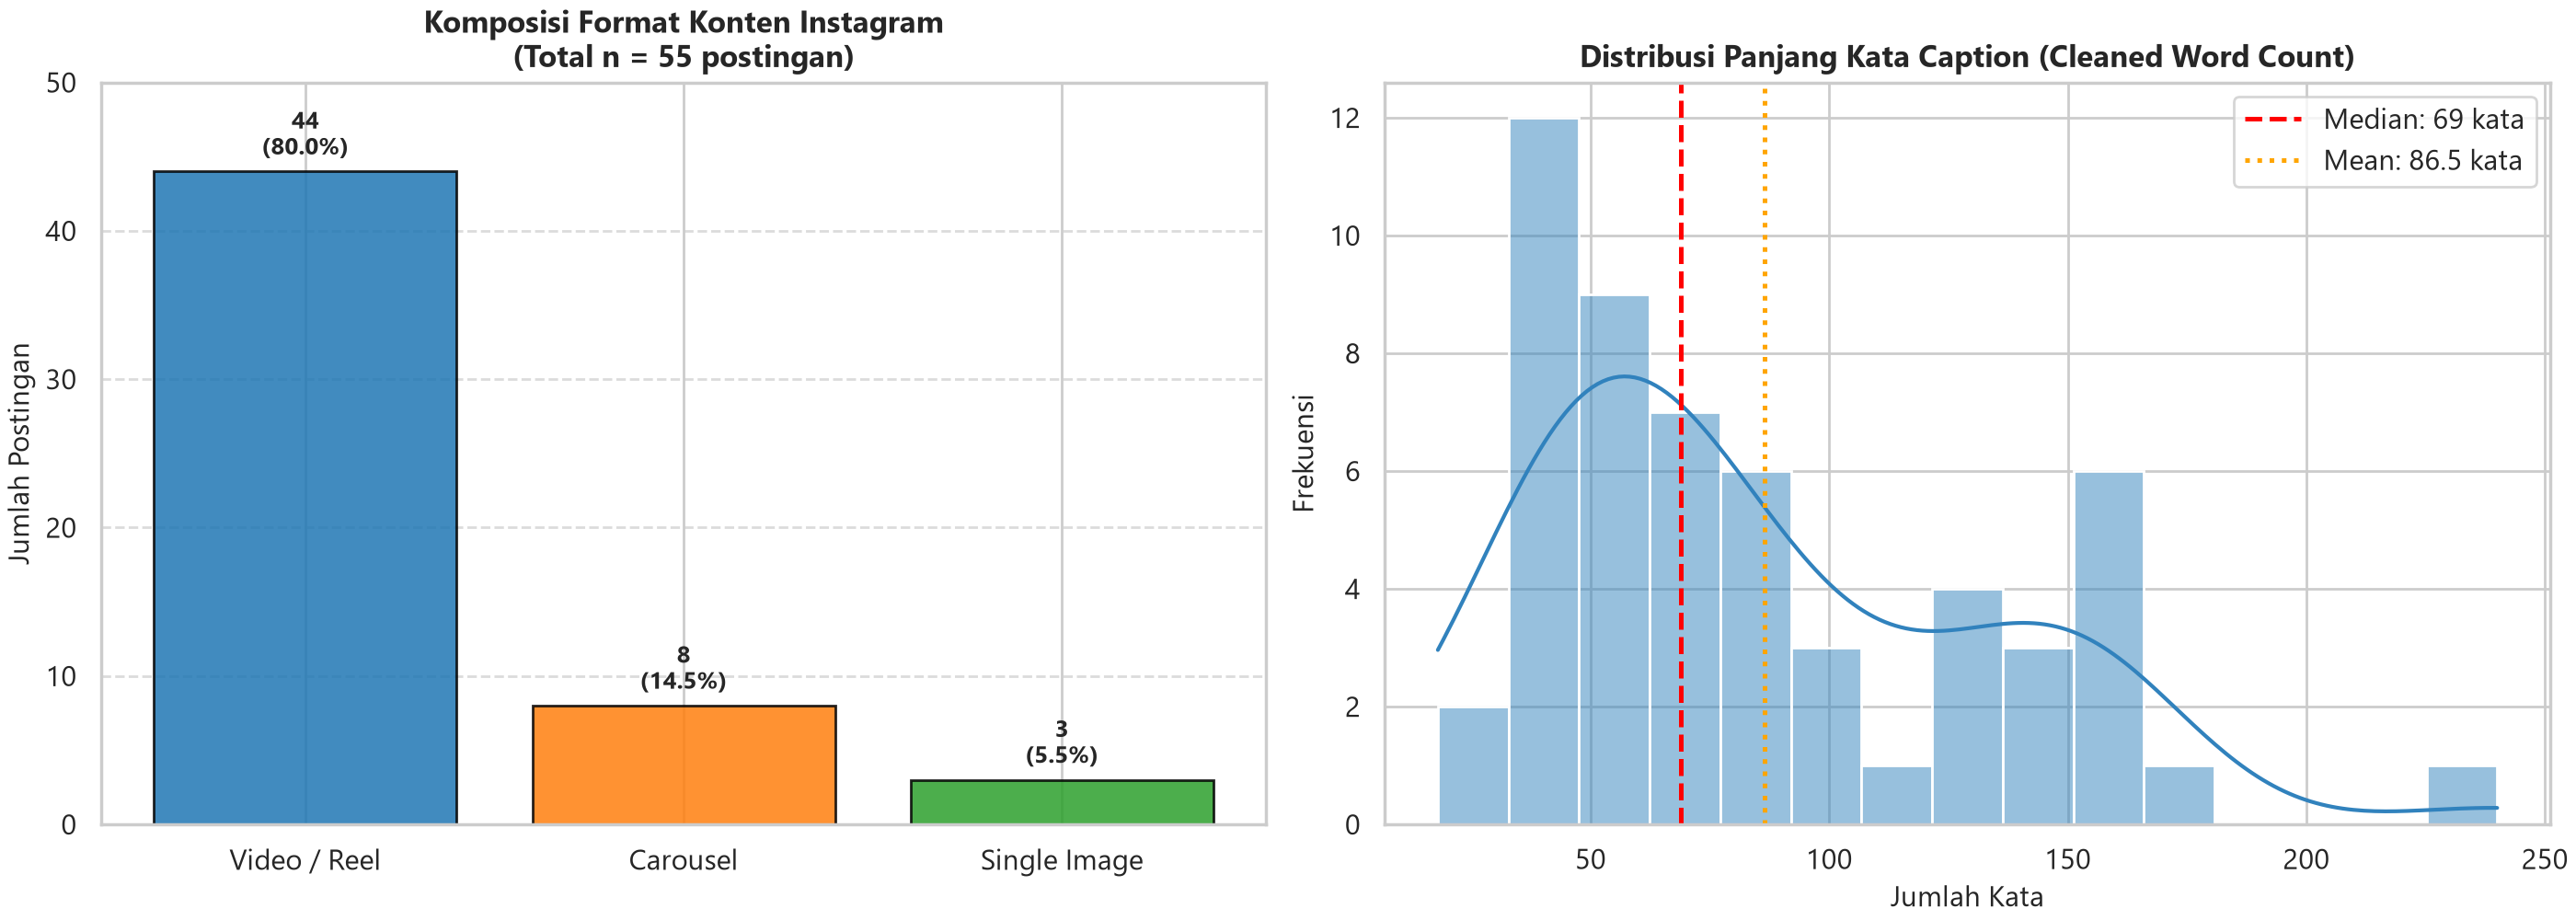 Komposisi Format Konten Instagram
(Total n = 55 postingan)
50
40
30
20
10
0
Jumlah Postingan
44
(80.0%)
8
(14.5%)
3
(5.5%)
Video / Reel
Carousel
Single Image
Distribusi Panjang Kata Caption (Cleaned Word Count)
12
10
8
6
4
2
0
Frekuensi
Median: 69 kata
Mean: 86.5 kata
50
100
150
200
250
Jumlah Kata